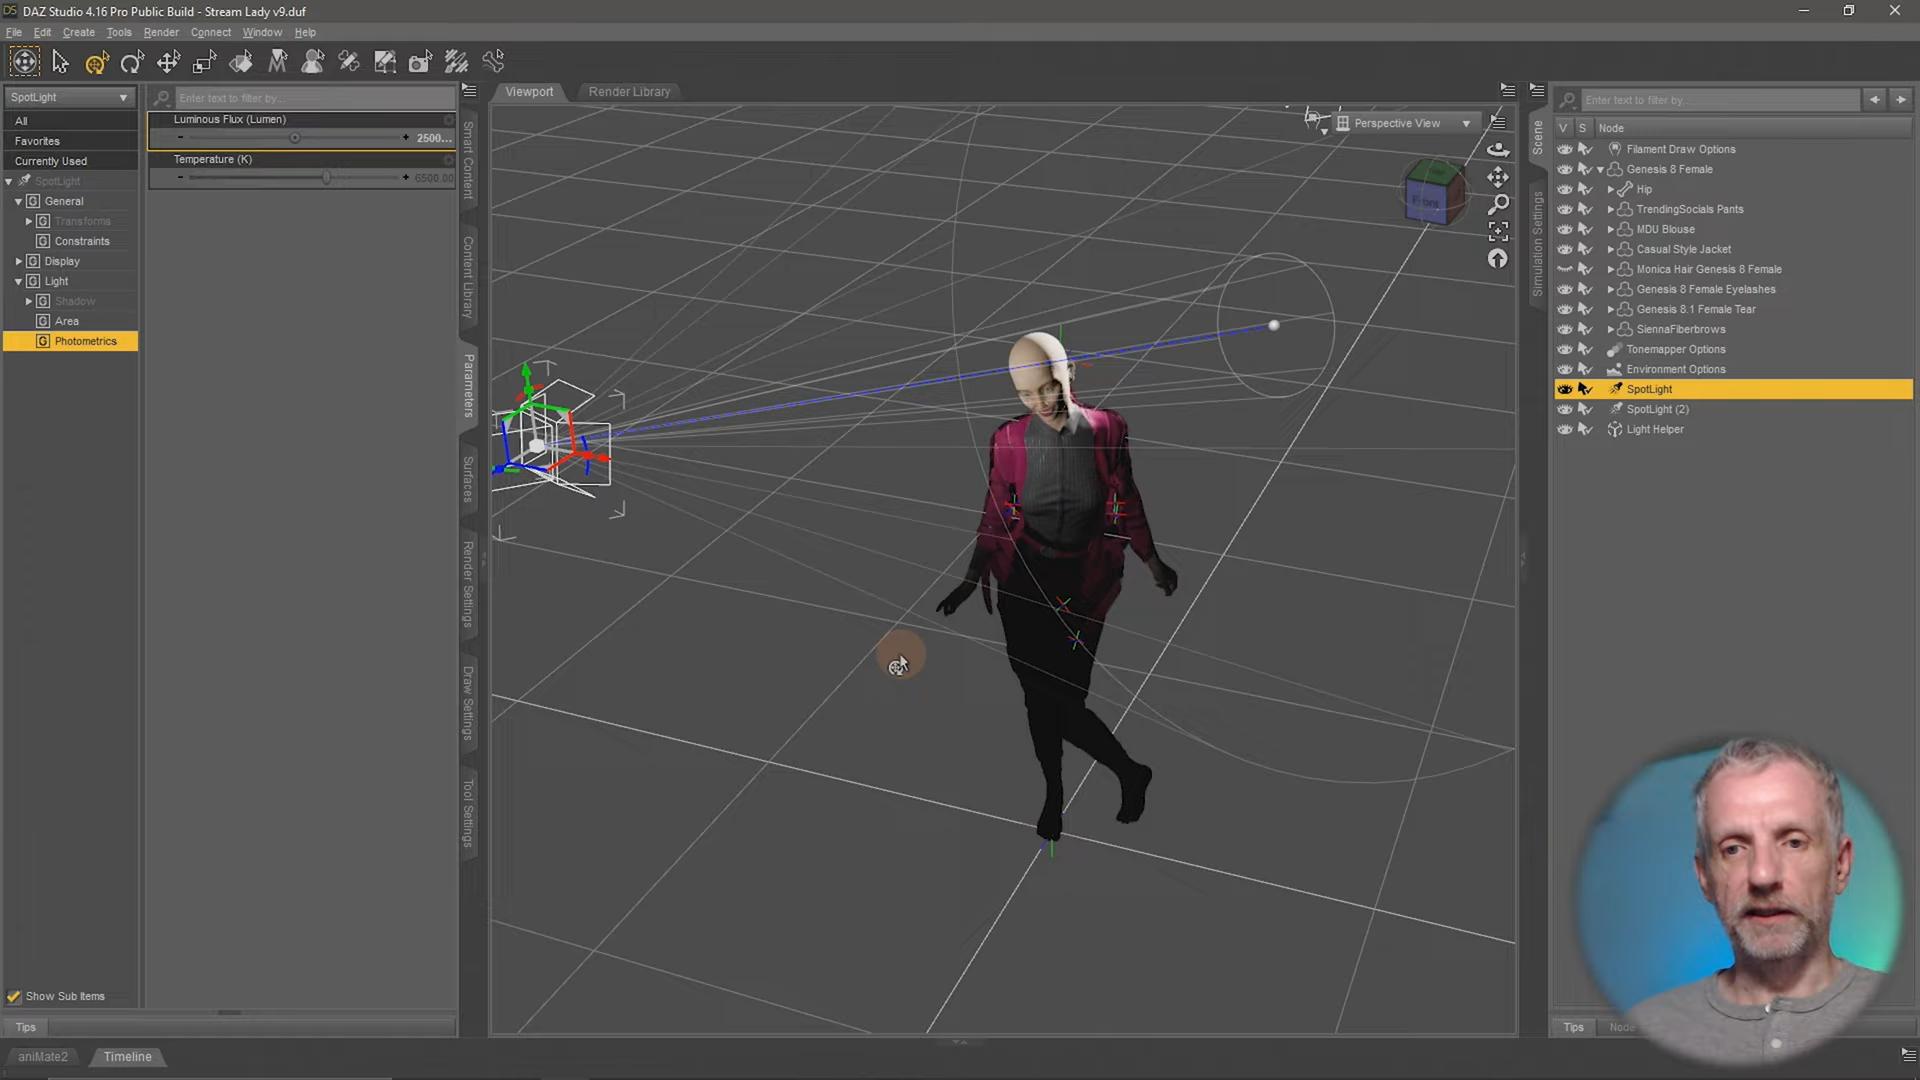 DS DAZ Studio 4.16 Pro Public Build - Stream Lady v9.duf
File Edit Create Tools Render Connect Window Help
SpotLight
Enter text to filter by...
All
Favorites
Currently Used
SpotLight
General
Transforms
Constraints
Display
Light
Shadow
Area
Photometrics
Show Sub Items
Tips
Luminous Flux (Lumen)
- + 2500...
Temperature (K)
- + 6500.00
Smart Content
Content Library
Parameters
Surfaces
Render Settings
Draw Settings
Tool Settings
Viewport Render Library
Perspective View
Front
Scene
Simulation Settings
Enter text to filter by...
V S Node
Filament Draw Options
Genesis 8 Female
Hip
TrendingSocials Pants
MDU Blouse
Casual Style Jacket
Monica Hair Genesis 8 Female
Genesis 8 Female Eyelashes
Genesis 8.1 Female Tear
SiennaFiberbrows
Tonemapper Options
Environment Options
SpotLight
SpotLight (2)
Light Helper
Tips Node
aniMate2 Timeline